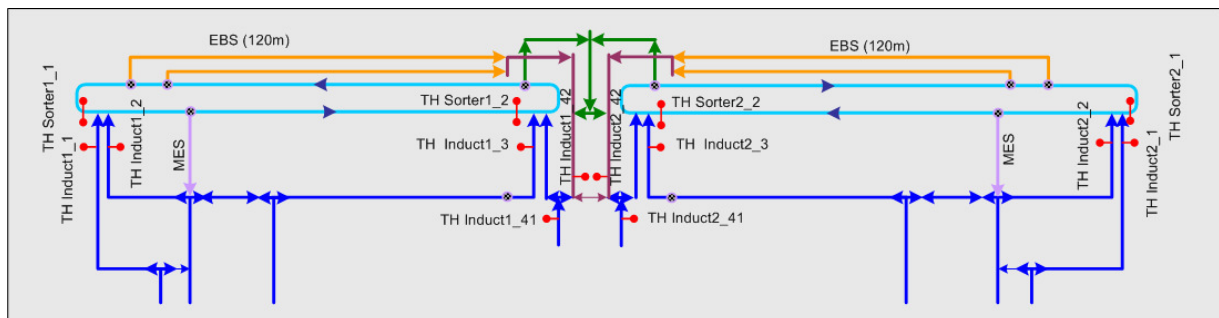 EBS (120m)
EBS (120m)
TH Sorter1_1
TH Induct1_1
TH Induct1_2
MES
TH Sorter1_2
TH Induct1_3
TH Induct1_42
TH Induct1_41
TH Induct2_42
TH Sorter2_2
TH Induct2_3
TH Induct2_41
MES
TH Induct2_2
TH Induct2_1
TH Sorter2_1